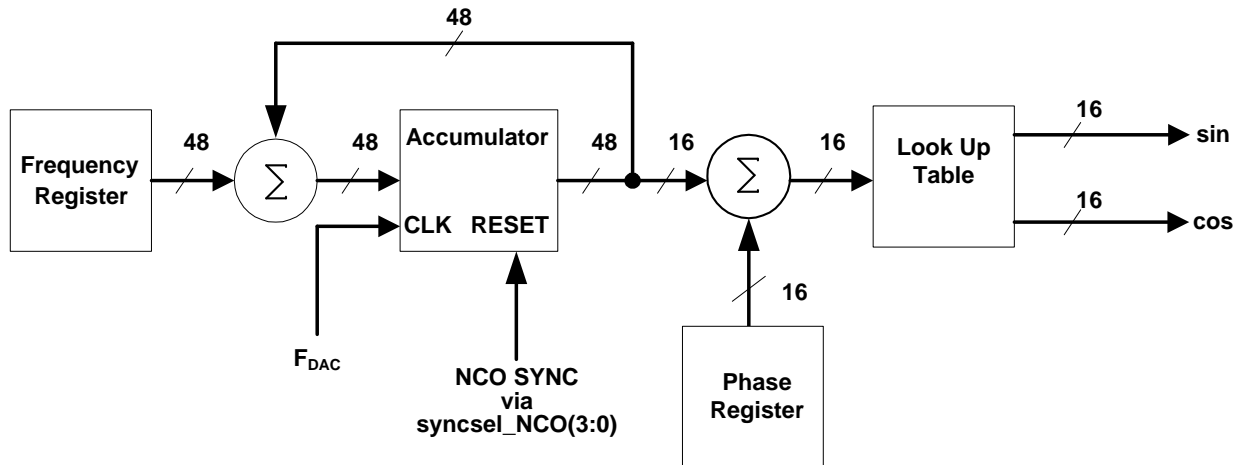 48
Frequency
Register
48
Σ
48
Accumulator
CLK RESET
48
16
Σ
16
Look Up
Table
16
sin
16
cos
FDAC
NCO SYNC
via
syncsel_NCO(3:0)
16
Phase
Register